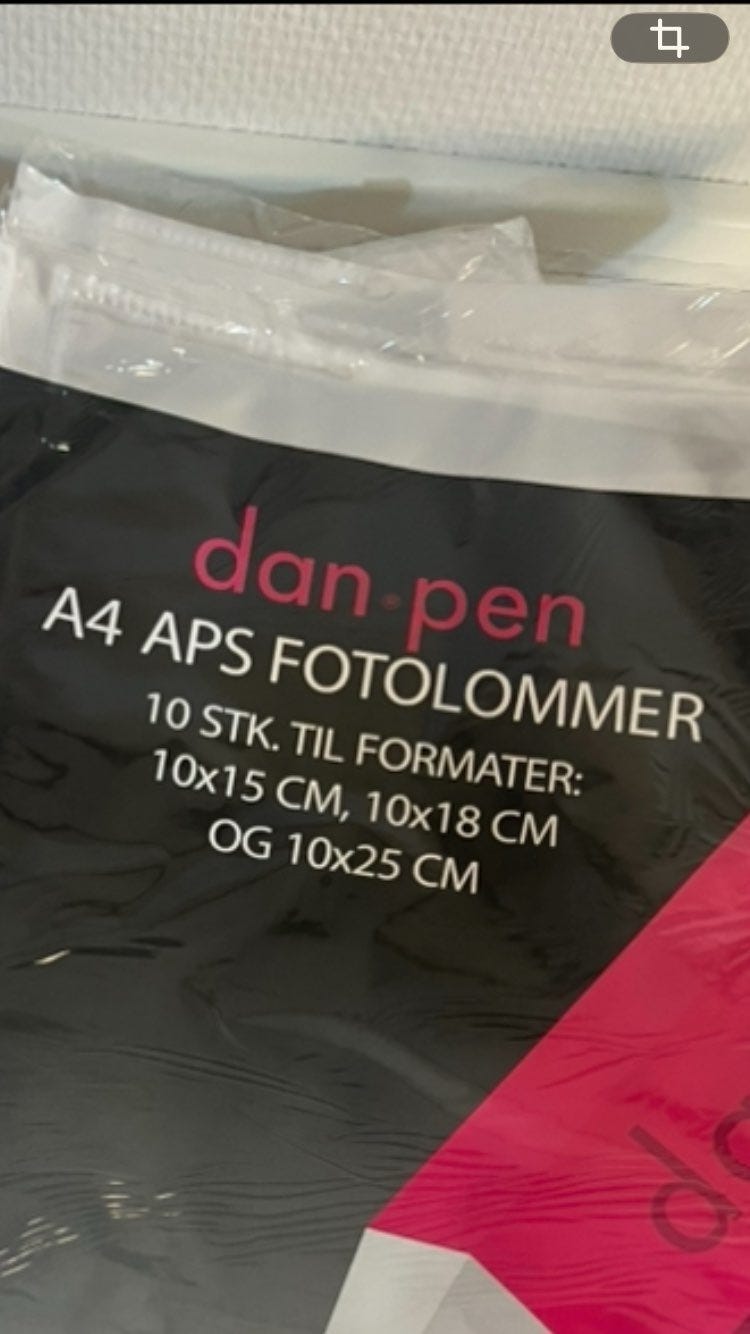 dan·pen
A4 APS FOTOLOMMER
10 STK. TIL FORMATER:
10x15 CM, 10x18 CM
OG 10x25 CM